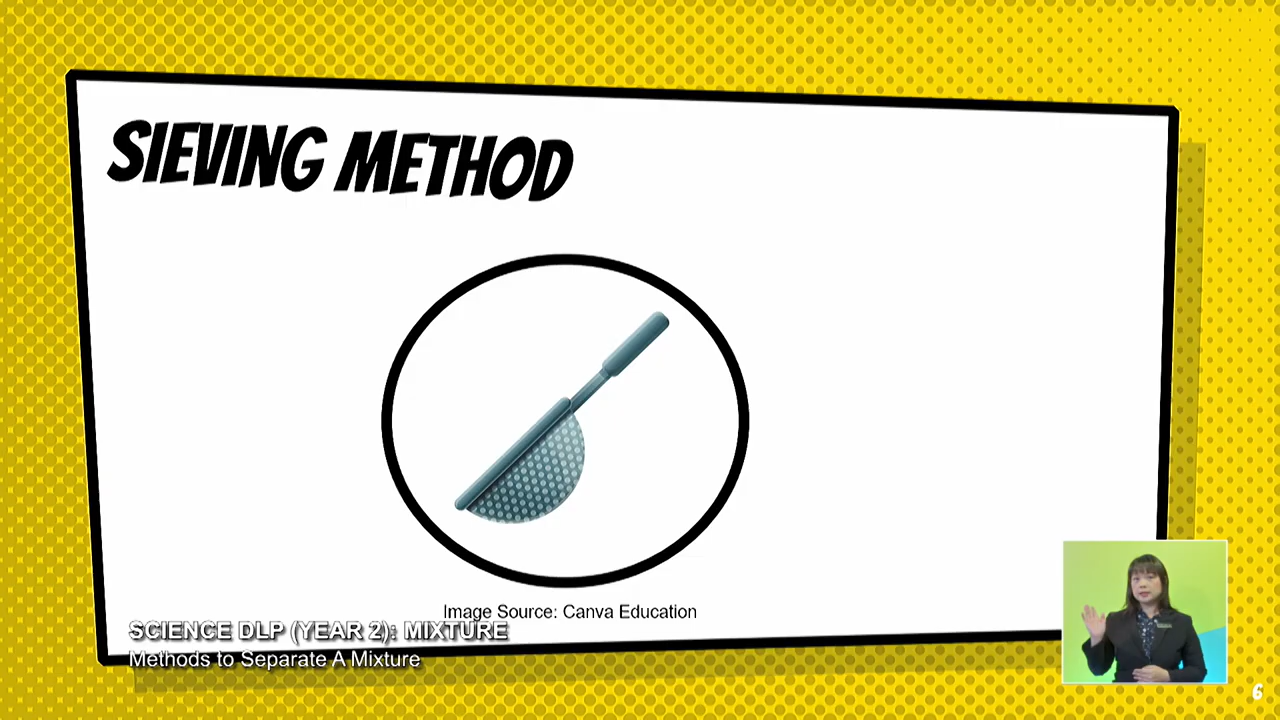 SIEVING METHOD
Image Source: Canva Education
SCIENCE DLP (YEAR 2): MIXTURE
Methods to Separate A Mixture
6